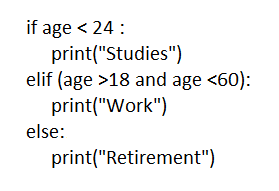 if age < 24 :
    print("Studies")
elif (age >18 and age <60):
    print("Work")
else:
    print("Retirement")